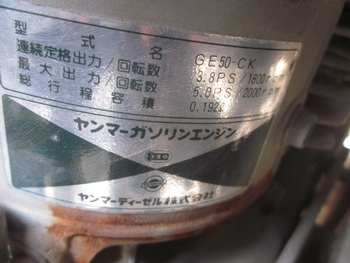 型式名 GE50-CK
連続定格出力/回転数 3.8PS/1800rpm
最大出力/回転数 5.0PS/2000rpm
総行程容積 0.192
ヤンマーガソリンエンジン
ヤンマーディーゼル株式会社